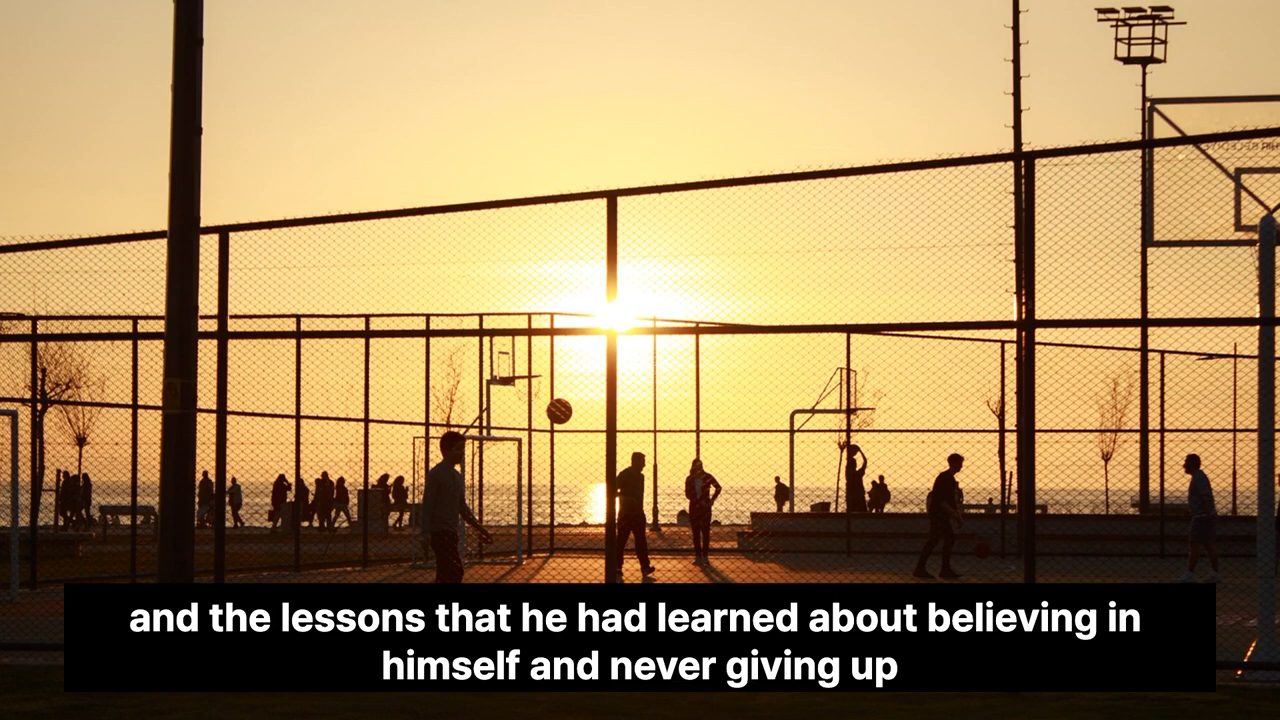 and the lessons that he had learned about believing in
himself and never giving up